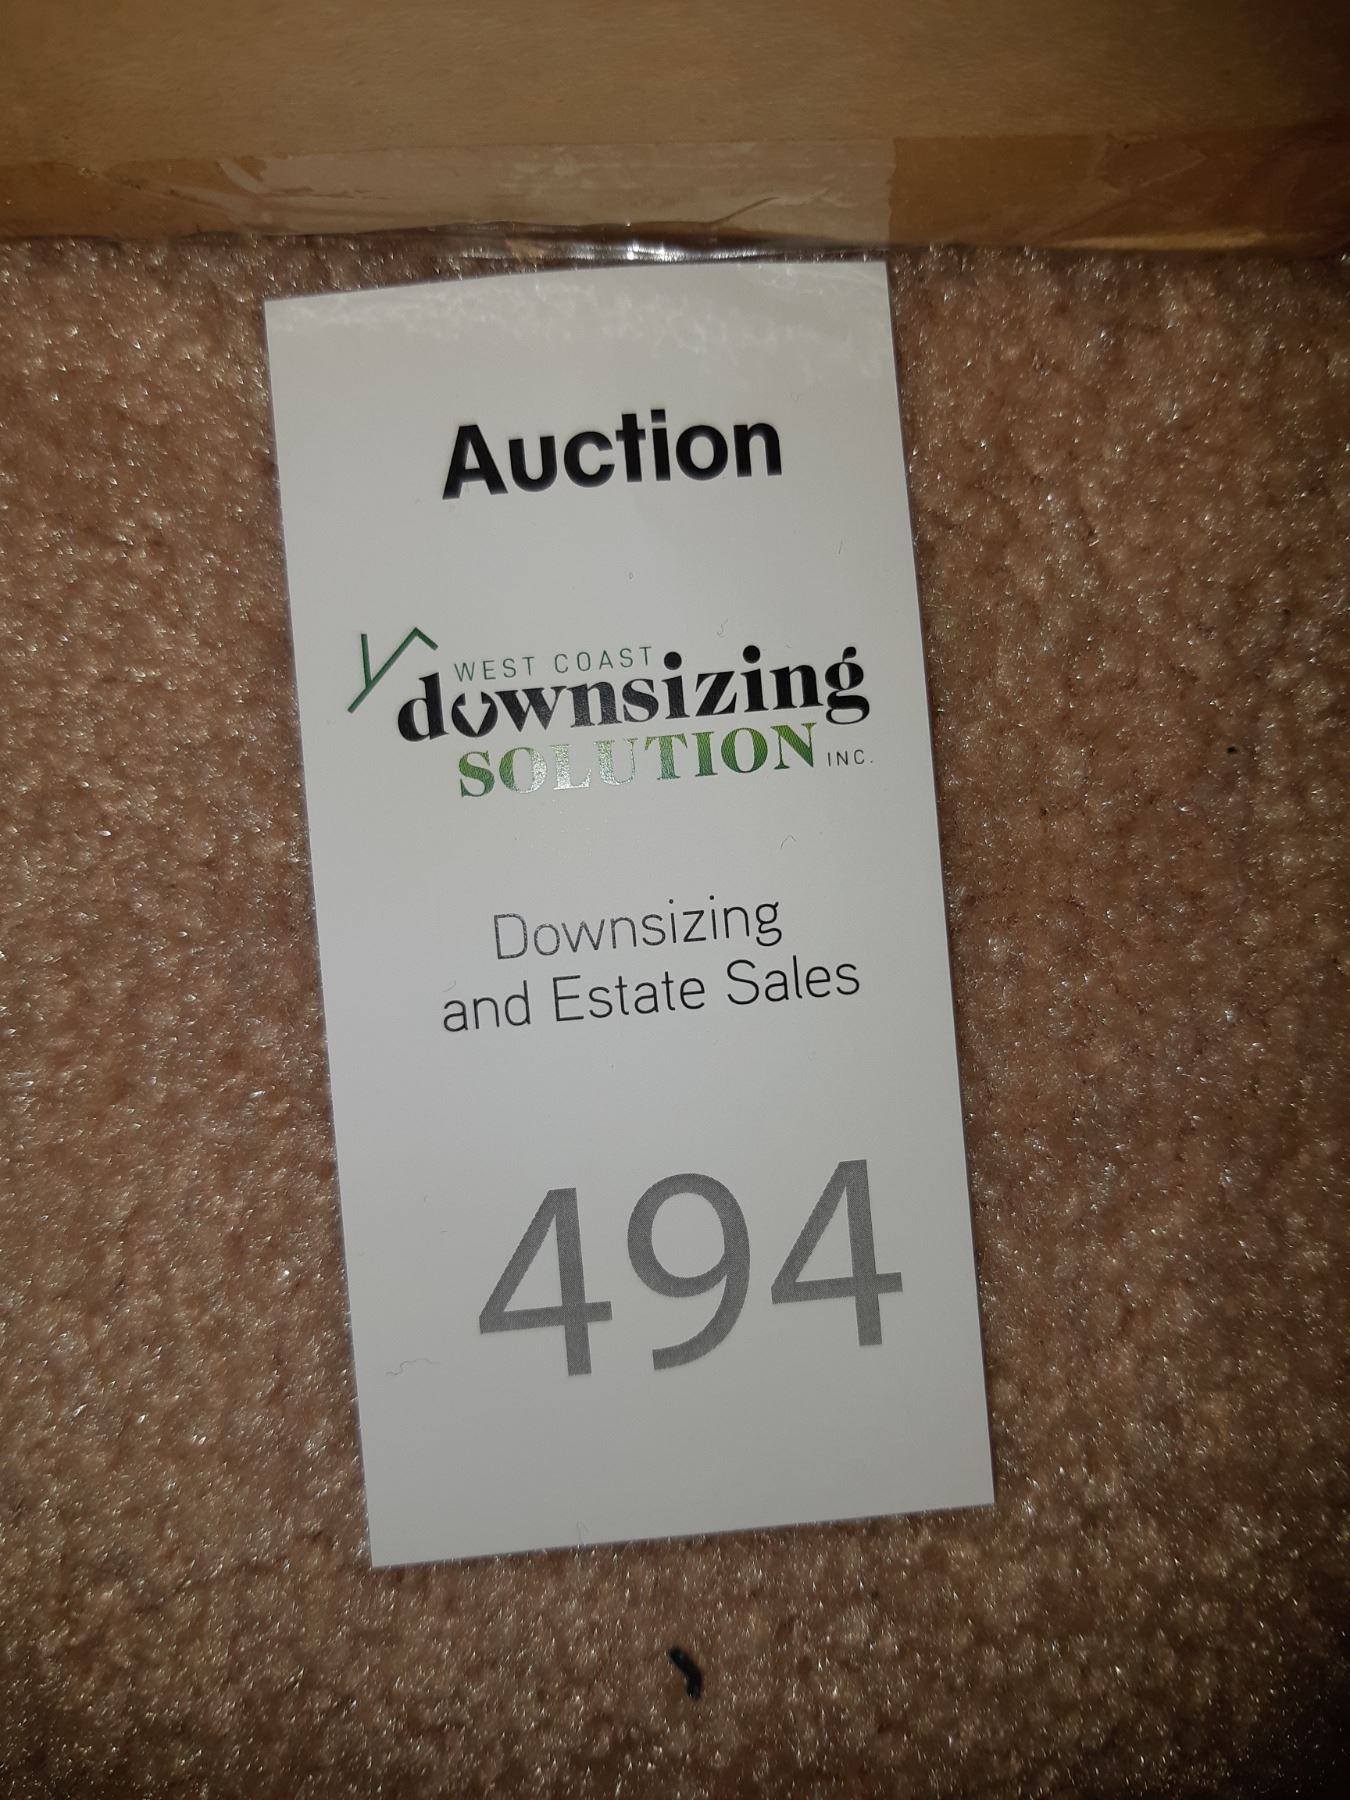 Auction
WEST COAST
downsizing
SOLUTION INC.
Downsizing
and Estate Sales
494